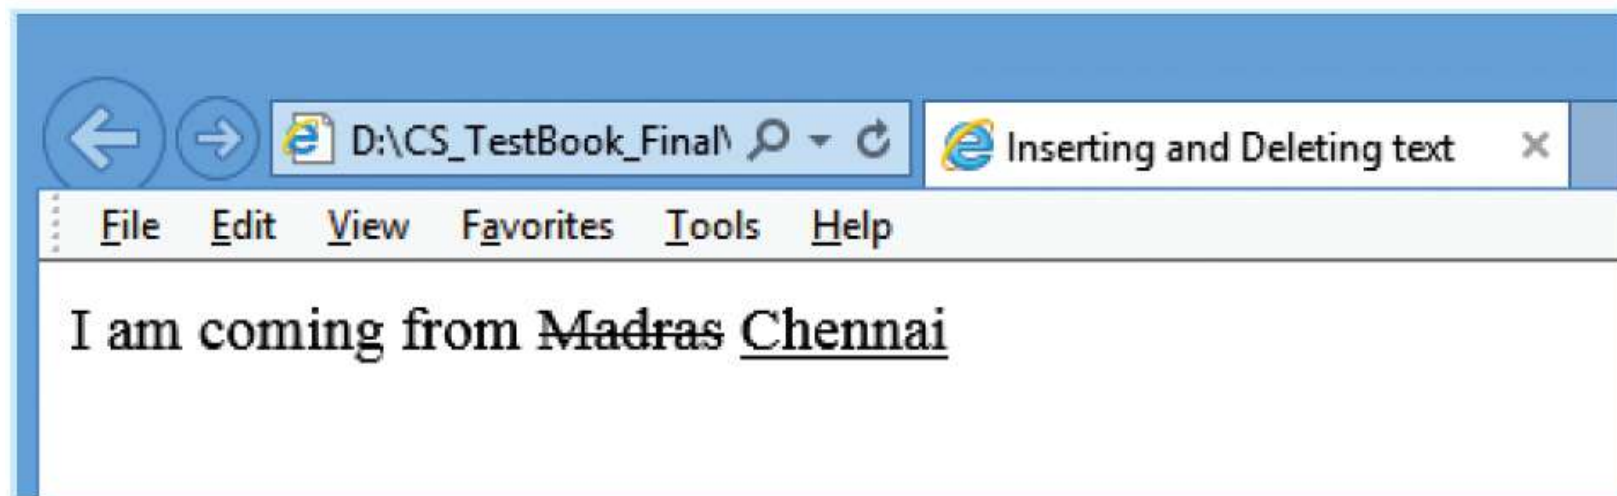 D:\CS_TestBook_Final\
Inserting and Deleting text
File Edit View Favorites Tools Help
I am coming from Madras Chennai